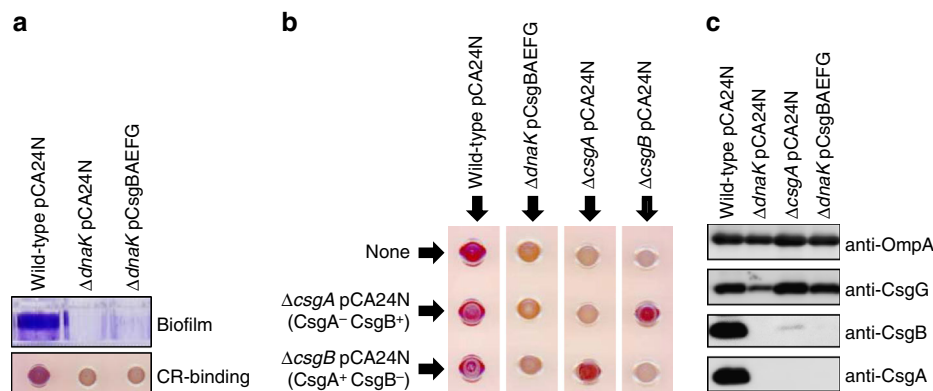 a
Wild-type pCA24N
ΔdnaK pCA24N
ΔdnaK pCsgBAEFG
Biofilm
CR-binding
b
Wild-type pCA24N
ΔdnaK pCsgBAEFG
ΔcsgA pCA24N
ΔcsgB pCA24N
None
ΔcsgA pCA24N
(CsgA⁻ CsgB⁺)
ΔcsgB pCA24N
(CsgA⁺ CsgB⁻)
c
Wild-type pCA24N
ΔdnaK pCA24N
ΔcsgA pCA24N
ΔdnaK pCsgBAEFG
anti-OmpA
anti-CsgG
anti-CsgB
anti-CsgA